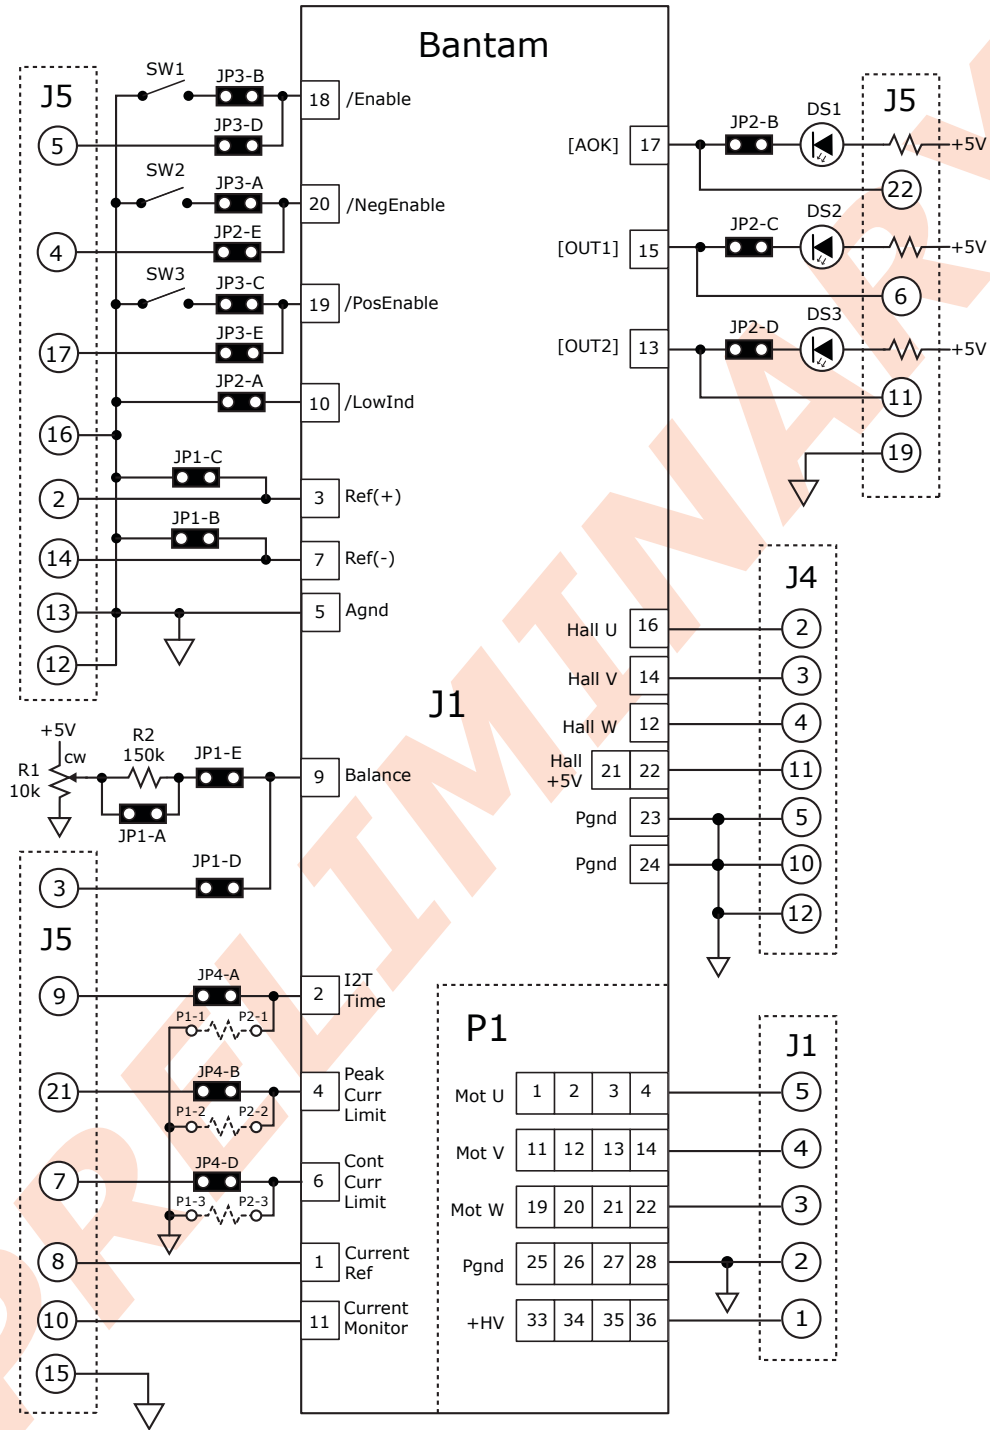 Bantam
J5
SW1
JP3-B
18
/Enable
JP3-D
5
SW2
JP3-A
20
/NegEnable
JP2-E
4
SW3
JP3-C
19
/PosEnable
JP3-E
17
JP2-A
10
/LowInd
16
JP1-C
2
3
Ref(+)
JP1-B
14
7
Ref(-)
13
5
Agnd
12
[AOK]
17
JP2-B
DS1
J5
+5V
22
[OUT1]
15
JP2-C
DS2
+5V
6
[OUT2]
13
JP2-D
DS3
+5V
11
19
J1
J4
Hall U
16
2
Hall V
14
3
Hall W
12
4
Hall
+5V
21
22
11
Pgnd
23
5
Pgnd
24
10
12
+5V
R1
10k
cw
R2
150k
JP1-E
9
Balance
JP1-A
JP1-D
3
J5
JP4-A
9
2
I2T
Time
P1-1
P2-1
JP4-B
21
4
Peak
Curr
Limit
P1-2
P2-2
JP4-D
7
6
Cont
Curr
Limit
P1-3
P2-3
8
1
Current
Ref
10
11
Current
Monitor
15
P1
J1
Mot U
1
2
3
4
5
Mot V
11
12
13
14
4
Mot W
19
20
21
22
3
Pgnd
25
26
27
28
2
+HV
33
34
35
36
1
PRELIMINARY